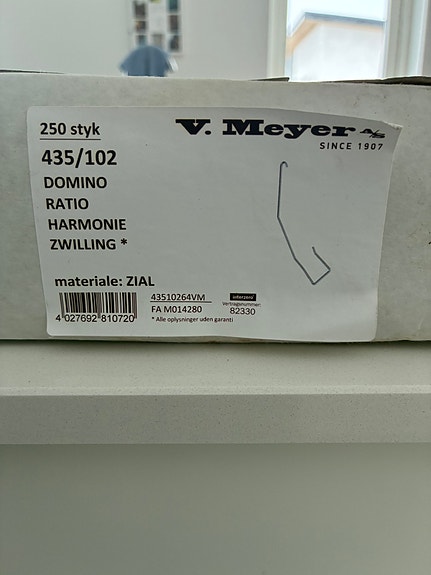 250 styk
V. Meyer A/S
SINCE 1907
435/102
DOMINO
RATIO
HARMONIE
ZWILLING *
materiale: ZIAL
4 027692 810720
43510264VM
FA M014280
* Alle oplysninger uden garanti
interzero
Vertragsnummer:
82330